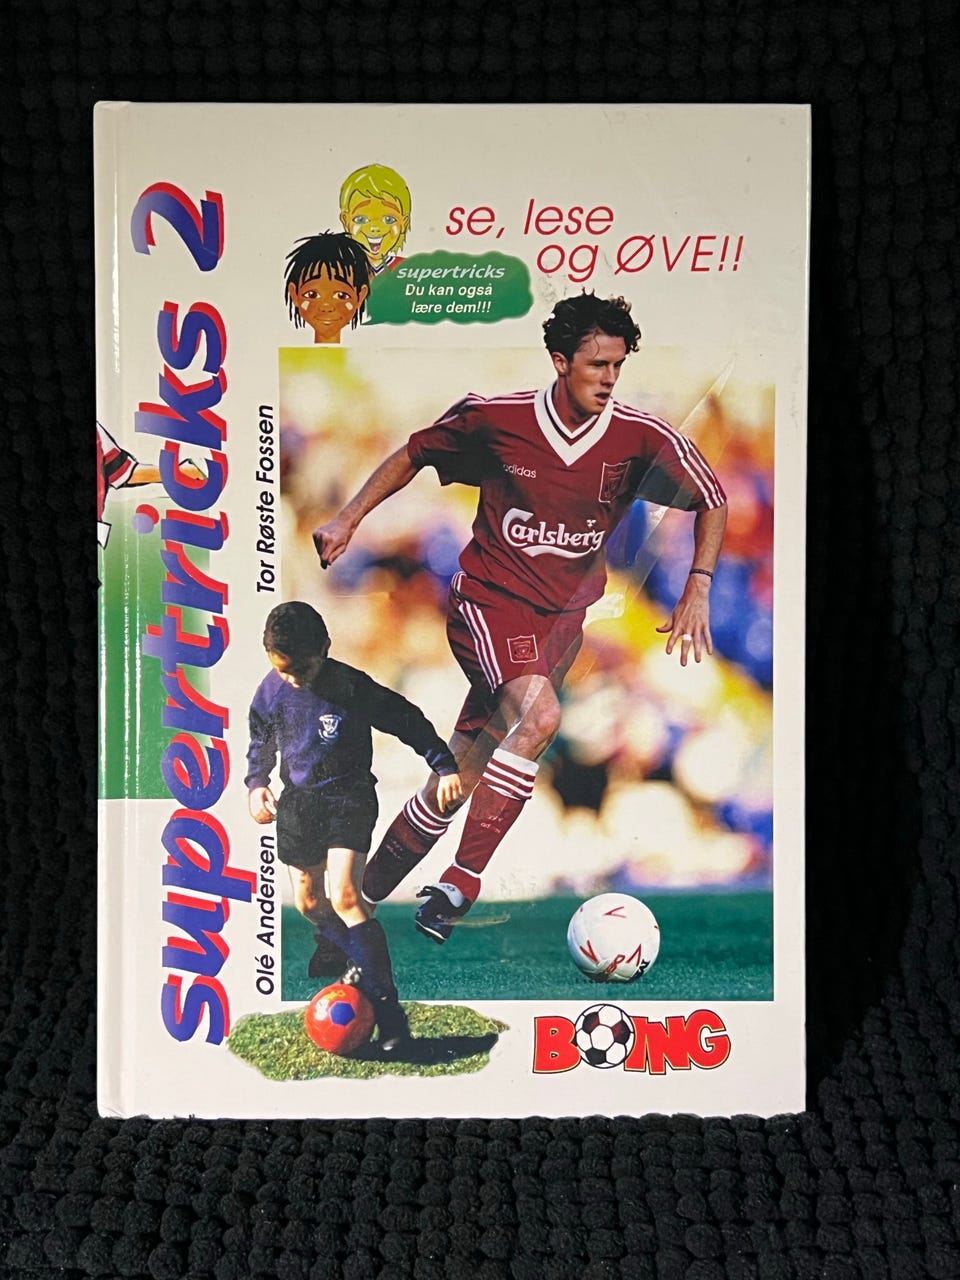 supertricks 2
se, lese
og ØVE!!
supertricks
Du kan også
lære dem!!!
Tor Røste Fossen
Olé Andersen
adidas
Carlsberg
BOING